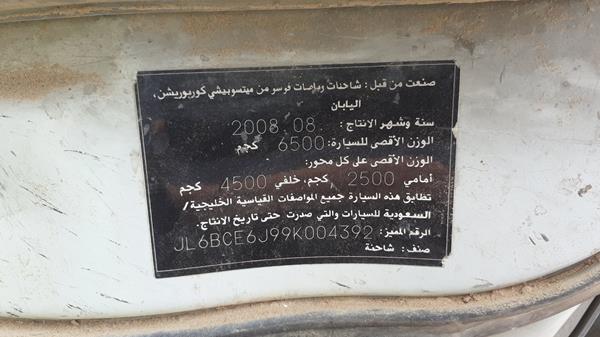 صنعت من قبل : شاحنات وباصات فوسو من ميتسوبيشي كوربوريشن,
اليابان
سنة وشهر الانتاج : 2008.08.
الوزن الأقصى للسيارة: 6500 كجم
الوزن الأقصى على كل محور:
أمامي 2500 كجم, خلفي 4500 كجم
تطابق هذه السيارة جميع المواصفات القياسية الخليجية/
السعودية للسيارات والتي صدرت حتى تاريخ الانتاج.
الرقم المميز: JL6BCE6J99K004392
صنف: شاحنة